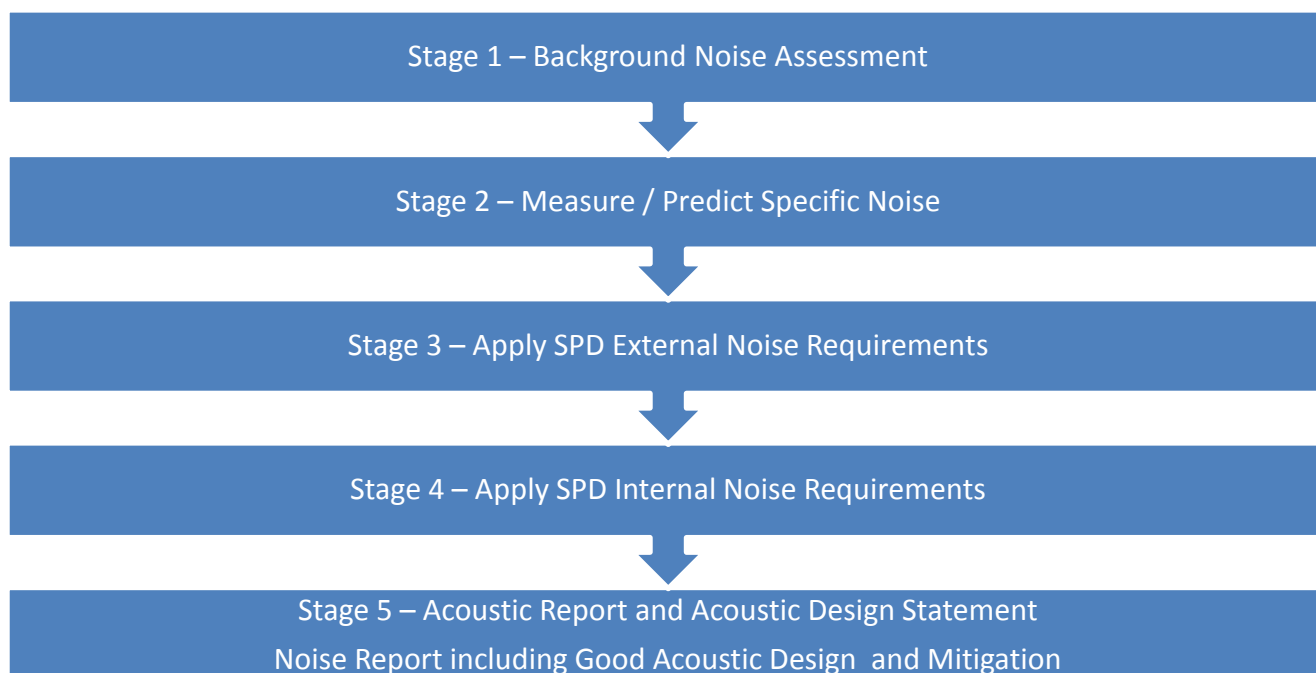 Stage 1 – Background Noise Assessment
Stage 2 – Measure / Predict Specific Noise
Stage 3 – Apply SPD External Noise Requirements
Stage 4 – Apply SPD Internal Noise Requirements
Stage 5 – Acoustic Report and Acoustic Design Statement
Noise Report including Good Acoustic Design and Mitigation